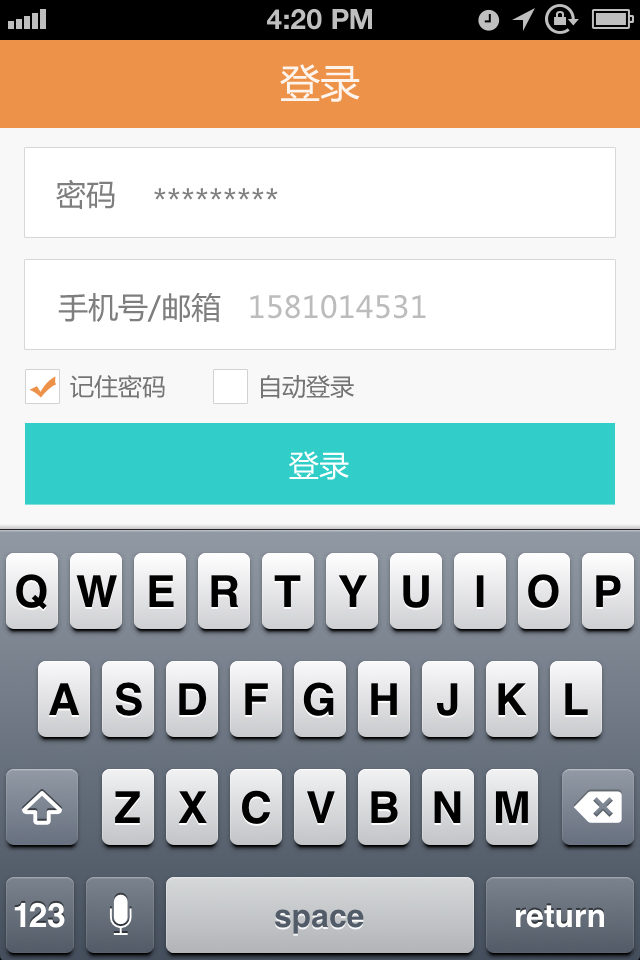 4:20 PM
登录
密码 *********
手机号/邮箱 1581014531
记住密码 自动登录
登录
Q W E R T Y U I O P
A S D F G H J K L
Z X C V B N M
123 space return